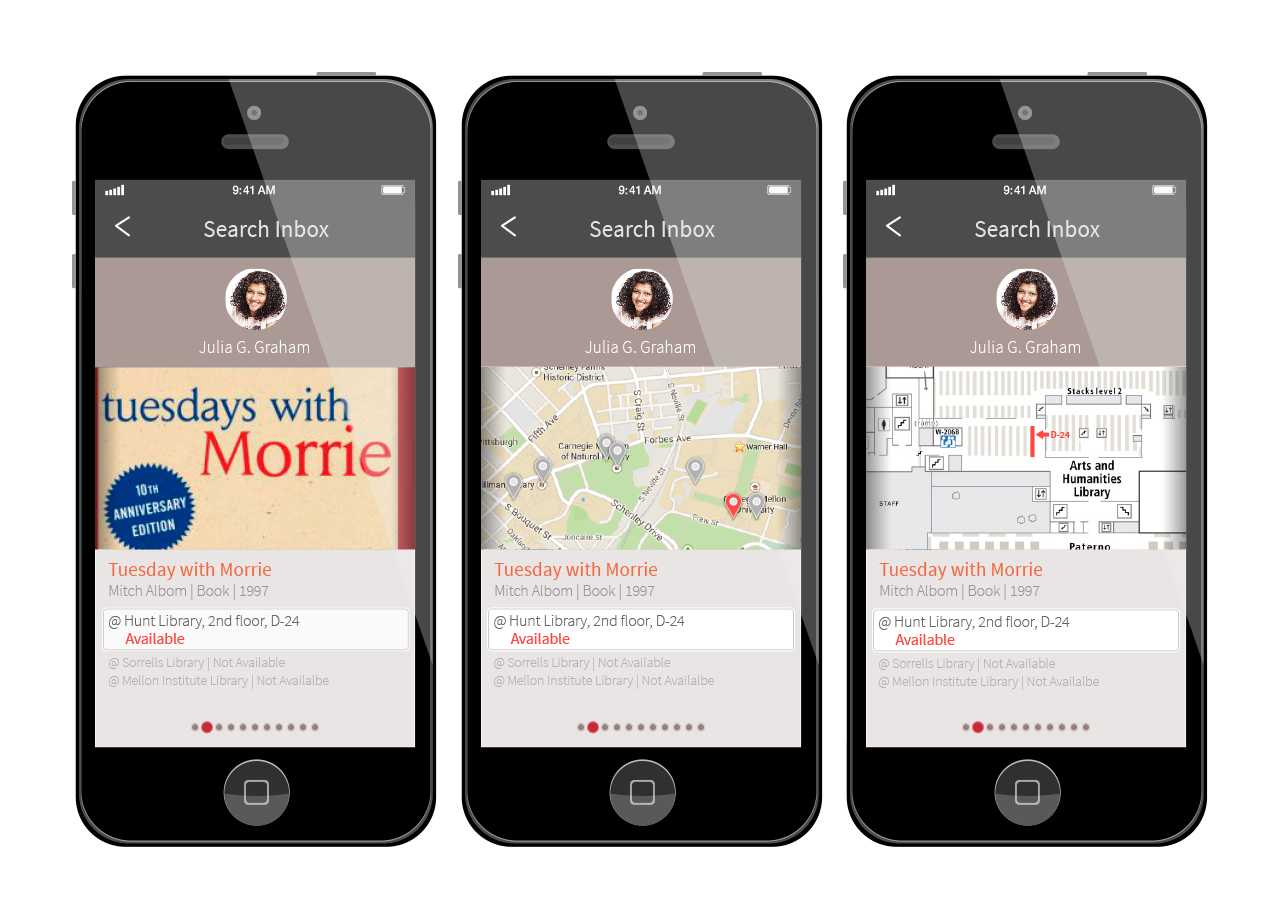 9:41 AM
Search Inbox
Julia G. Graham
tuesdays with
Morrie
10TH
ANNIVERSARY
EDITION
Tuesday with Morrie
Mitch Albom | Book | 1997
@ Hunt Library, 2nd floor, D-24
Available
@ Sorrells Library | Not Available
@ Mellon Institute Library | Not Availalbe
9:41 AM
Search Inbox
Julia G. Graham
Schenley Farms
Historic District
S Craig St
S Neville St
Fifth Ave
Forbes Ave
Warner Hall
Carnegie
of Natural
S Neville St
S Bouquet St
Schenley Drive
Frew St
Joncaire St
Tuesday with Morrie
Mitch Albom | Book | 1997
@ Hunt Library, 2nd floor, D-24
Available
@ Sorrells Library | Not Available
@ Mellon Institute Library | Not Availalbe
9:41 AM
Search Inbox
Julia G. Graham
Stacks level 2
(ramp)
W-2068
D-24
Arts and
Humanities
Library
STAFF
Paterno
Tuesday with Morrie
Mitch Albom | Book | 1997
@ Hunt Library, 2nd floor, D-24
Available
@ Sorrells Library | Not Available
@ Mellon Institute Library | Not Availalbe